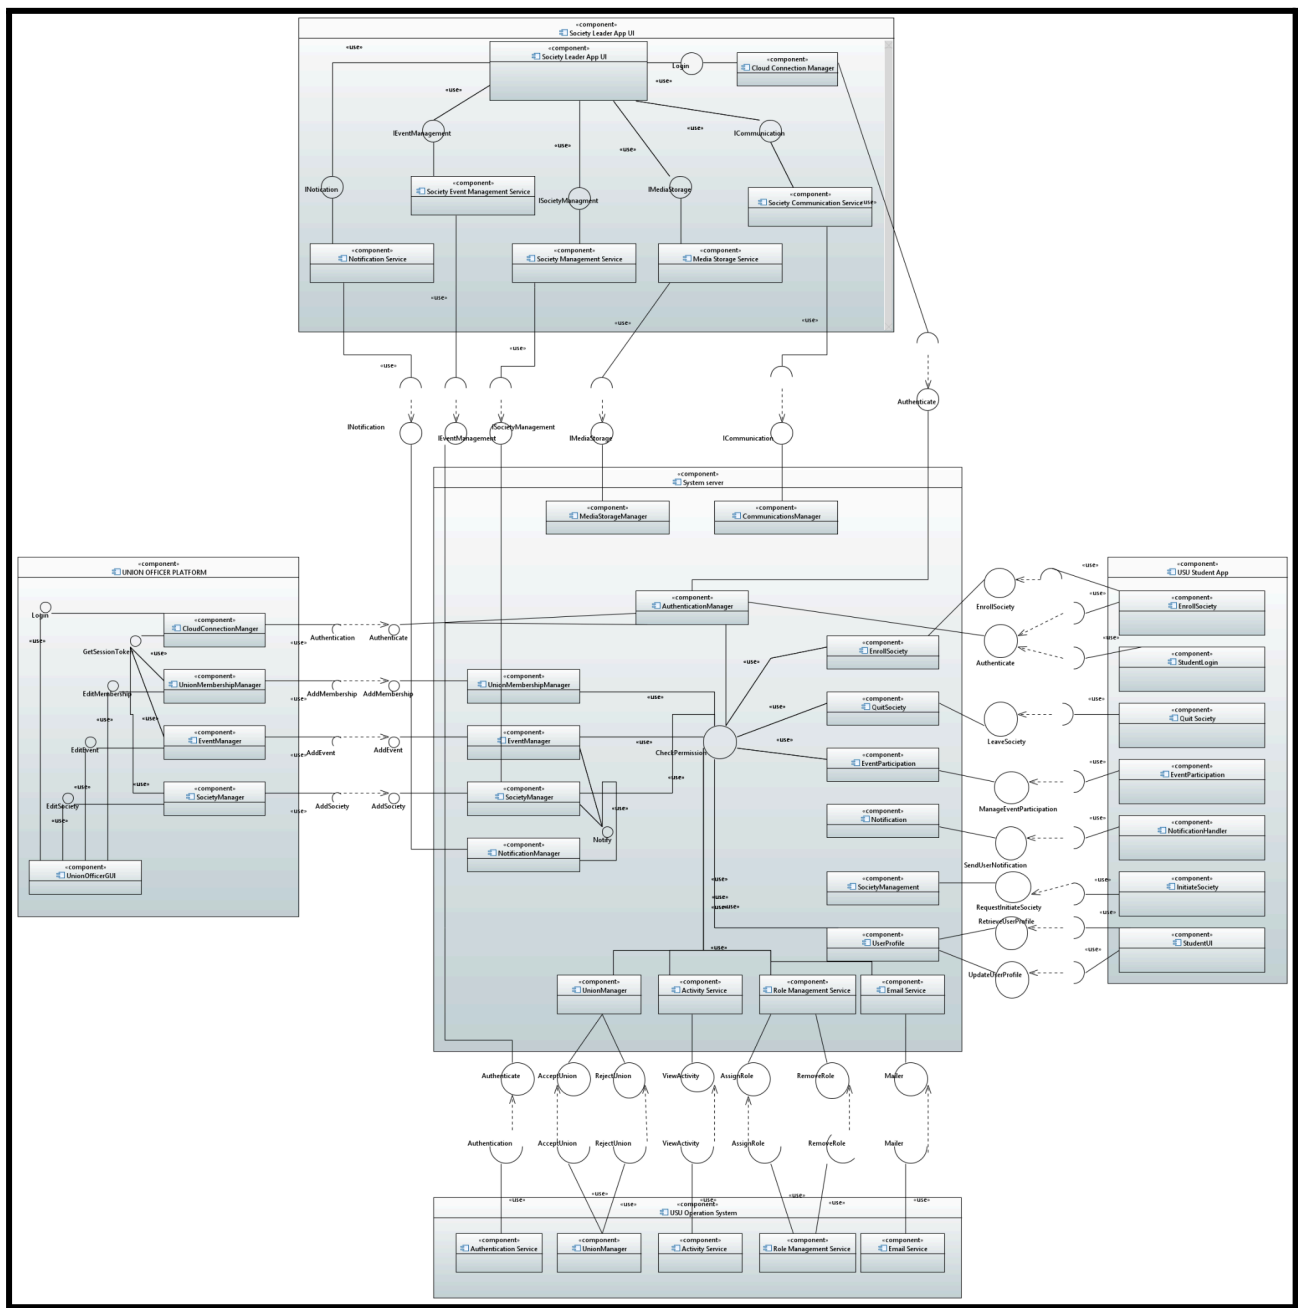 «component»
Society Leader App UI
«use»
«component»
Society Leader App UI
Login
«component»
Cloud Connection Manager
«use»
«use»
«use»
«use»
«use»
«use»
IEventManagement
ICommunication
INotication
«component»
Society Event Management Service
ISocietyManagment
IMediaStorage
«component»
Society Communication Service
«use»
«component»
Notification Service
«component»
Society Management Service
«component»
Media Storage Service
«use»
«use»
«use»
«use»
«use»
Authenticate
INotification
IEventManagement
ISocietyManagement
IMediaStorage
ICommunication
«component»
System server
«component»
MediaStorageManager
«component»
CommunicationsManager
«component»
UNION OFFICER PLATFORM
Login
«use»
«component»
CloudConnectionManger
GetSessionToken
«use»
«component»
UnionMembershipManager
EditMembership
«use»
«use»
«component»
EventManager
EditEvent
«use»
«use»
«component»
SocietyManager
EditSociety
«use»
«component»
UnionOfficerGUI
«use»
Authentication
Authenticate
«use»
AddMembership
AddMembership
«use»
AddEvent
AddEvent
«use»
AddSociety
AddSociety
«component»
AuthenticationManager
«component»
UnionMembershipManager
«component»
EventManager
«component»
SocietyManager
«component»
NotificationManager
«use»
Notify
«use»
«use»
«use»
CheckPermission
«use»
«use»
«use»
«component»
EnrollSociety
«component»
QuitSociety
«component»
EventParticipation
«component»
Notification
«component»
SocietyManagement
«component»
UserProfile
«use»
«use»
«use»
«use»
«use»
«component»
UnionManager
«component»
Activity Service
«component»
Role Management Service
«component»
Email Service
«component»
USU Student App
«use»
EnrollSociety
«use»
«component»
EnrollSociety
Authenticate
«use»
«component»
StudentLogin
LeaveSociety
«use»
«component»
Quit Society
ManageEventParticipation
«use»
«component»
EventParticipation
SendUserNotification
«use»
«component»
NotificationHandler
RequestInitiateSociety
«use»
«component»
InitiateSociety
RetrieveUserProfile
«use»
«component»
StudentUI
UpdateUserProfile
«use»
Authenticate
AcceptUnion
RejectUnion
ViewActivity
AssignRole
RemoveRole
Mailer
Authentication
AcceptUnion
RejectUnion
ViewActivity
AssignRole
RemoveRole
Mailer
«use»
«use»
«use»
«use»
«use»
«use»
«use»
«component»
USU Operation System
«component»
Authentication Service
«component»
UnionManager
«component»
Activity Service
«component»
Role Management Service
«component»
Email Service